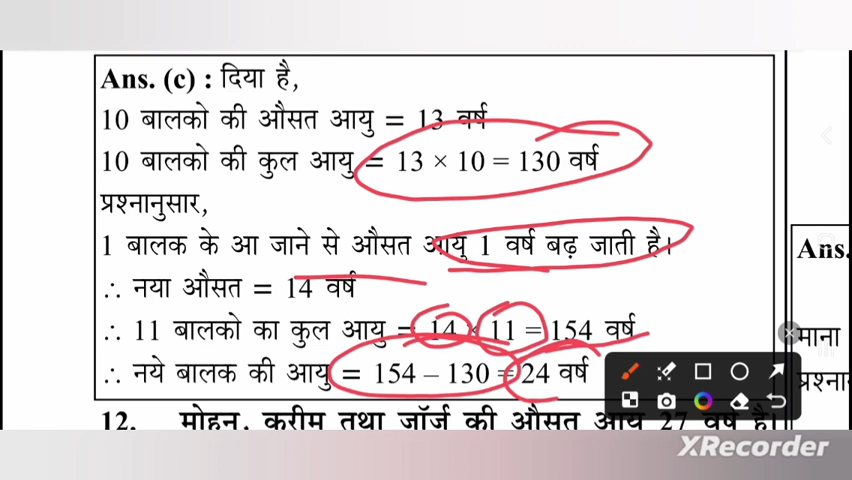 Ans. (c) : दिया है,
10 बालको की औसत आयु = 13 वर्ष
10 बालको की कुल आयु = 13 × 10 = 130 वर्ष
प्रश्नानुसार,
1 बालक के आ जाने से औसत आयु 1 वर्ष बढ़ जाती है।
∴ नया औसत = 14 वर्ष
∴ 11 बालको का कुल आयु = 14 × 11 = 154 वर्ष
∴ नये बालक की आयु = 154 – 130 = 24 वर्ष
12. मोहन, करीम तथा जॉर्ज की औसत आयु 27 वर्ष है।
Ans.
माना
प्रश्ना
XRecorder